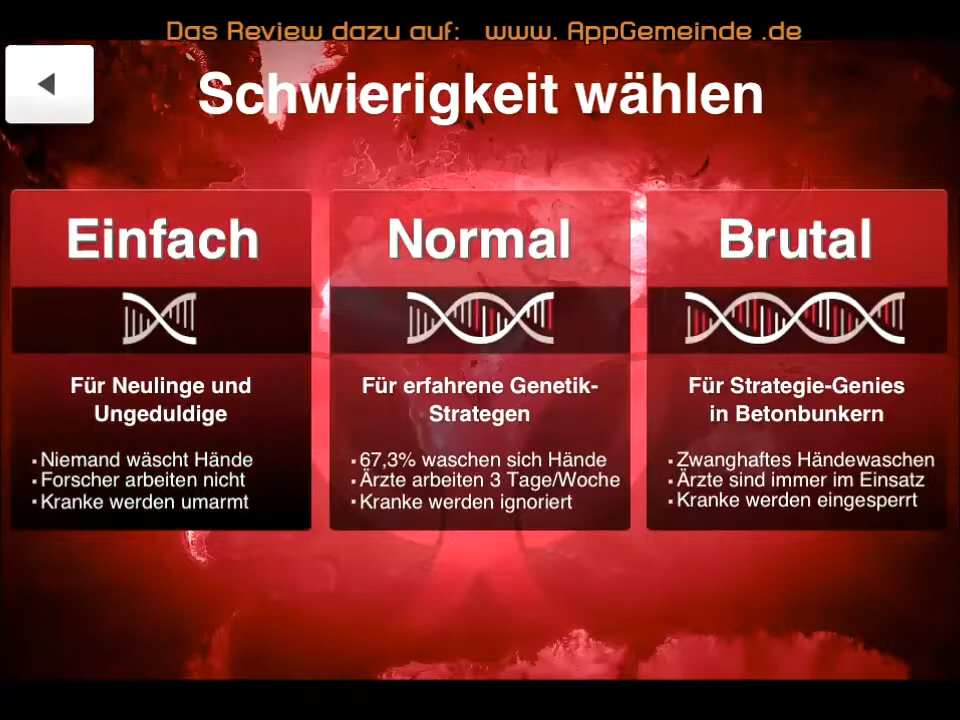 Das Review dazu auf: www. AppGemeinde .de
Schwierigkeit wählen
Einfach
Für Neulinge und
Ungeduldige
▪ Niemand wäscht Hände
▪ Forscher arbeiten nicht
▪ Kranke werden umarmt
Normal
Für erfahrene Genetik-
Strategen
▪ 67,3% waschen sich Hände
▪ Ärzte arbeiten 3 Tage/Woche
▪ Kranke werden ignoriert
Brutal
Für Strategie-Genies
in Betonbunkern
▪ Zwanghaftes Händewaschen
▪ Ärzte sind immer im Einsatz
▪ Kranke werden eingesperrt